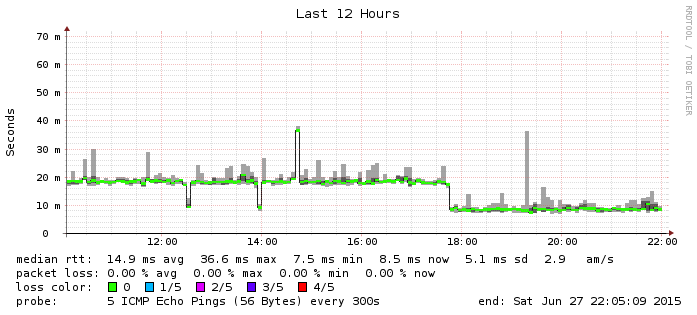 Last 12 Hours
RRDTOOL / TOBI OETIKER
Seconds
70 m
60 m
50 m
40 m
30 m
20 m
10 m
0
12:00 14:00 16:00 18:00 20:00 22:00
median rtt: 14.9 ms avg 36.6 ms max 7.5 ms min 8.5 ms now 5.1 ms sd 2.9 am/s
packet loss: 0.00 % avg 0.00 % max 0.00 % min 0.00 % now
loss color: 0 1/5 2/5 3/5 4/5
probe: 5 ICMP Echo Pings (56 Bytes) every 300s end: Sat Jun 27 22:05:09 2015